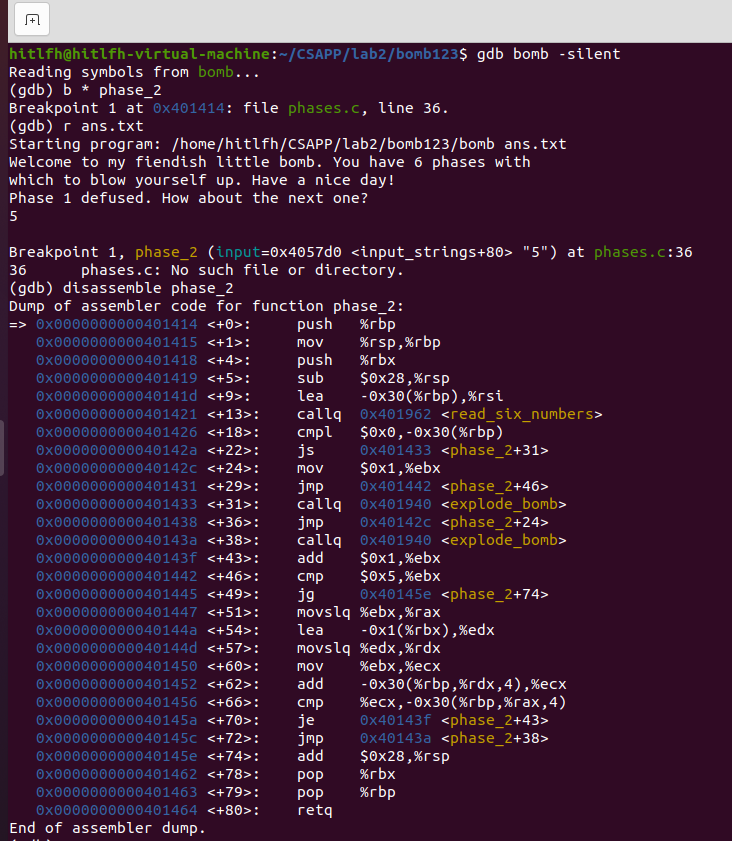 hitlfh@hitlfh-virtual-machine:~/CSAPP/lab2/bomb123$ gdb bomb -silent
Reading symbols from bomb...
(gdb) b * phase_2
Breakpoint 1 at 0x401414: file phases.c, line 36.
(gdb) r ans.txt
Starting program: /home/hitlfh/CSAPP/lab2/bomb123/bomb ans.txt
Welcome to my fiendish little bomb. You have 6 phases with
which to blow yourself up. Have a nice day!
Phase 1 defused. How about the next one?
5
Breakpoint 1, phase_2 (input=0x4057d0 <input_strings+80> "5") at phases.c:36
36      phases.c: No such file or directory.
(gdb) disassemble phase_2
Dump of assembler code for function phase_2:
=> 0x0000000000401414 <+0>:     push   %rbp
   0x0000000000401415 <+1>:     mov    %rsp,%rbp
   0x0000000000401418 <+4>:     push   %rbx
   0x0000000000401419 <+5>:     sub    $0x28,%rsp
   0x000000000040141d <+9>:     lea    -0x30(%rbp),%rsi
   0x0000000000401421 <+13>:    callq  0x401962 <read_six_numbers>
   0x0000000000401426 <+18>:    cmpl   $0x0,-0x30(%rbp)
   0x000000000040142a <+22>:    js     0x401433 <phase_2+31>
   0x000000000040142c <+24>:    mov    $0x1,%ebx
   0x0000000000401431 <+29>:    jmp    0x401442 <phase_2+46>
   0x0000000000401433 <+31>:    callq  0x401940 <explode_bomb>
   0x0000000000401438 <+36>:    jmp    0x40142c <phase_2+24>
   0x000000000040143a <+38>:    callq  0x401940 <explode_bomb>
   0x000000000040143f <+43>:    add    $0x1,%ebx
   0x0000000000401442 <+46>:    cmp    $0x5,%ebx
   0x0000000000401445 <+49>:    jg     0x40145e <phase_2+74>
   0x0000000000401447 <+51>:    movslq %ebx,%rax
   0x000000000040144a <+54>:    lea    -0x1(%rbx),%edx
   0x000000000040144d <+57>:    movslq %edx,%rdx
   0x0000000000401450 <+60>:    mov    %ebx,%ecx
   0x0000000000401452 <+62>:    add    -0x30(%rbp,%rdx,4),%ecx
   0x0000000000401456 <+66>:    cmp    %ecx,-0x30(%rbp,%rax,4)
   0x000000000040145a <+70>:    je     0x40143f <phase_2+43>
   0x000000000040145c <+72>:    jmp    0x40143a <phase_2+38>
   0x000000000040145e <+74>:    add    $0x28,%rsp
   0x0000000000401462 <+78>:    pop    %rbx
   0x0000000000401463 <+79>:    pop    %rbp
   0x0000000000401464 <+80>:    retq
End of assembler dump.